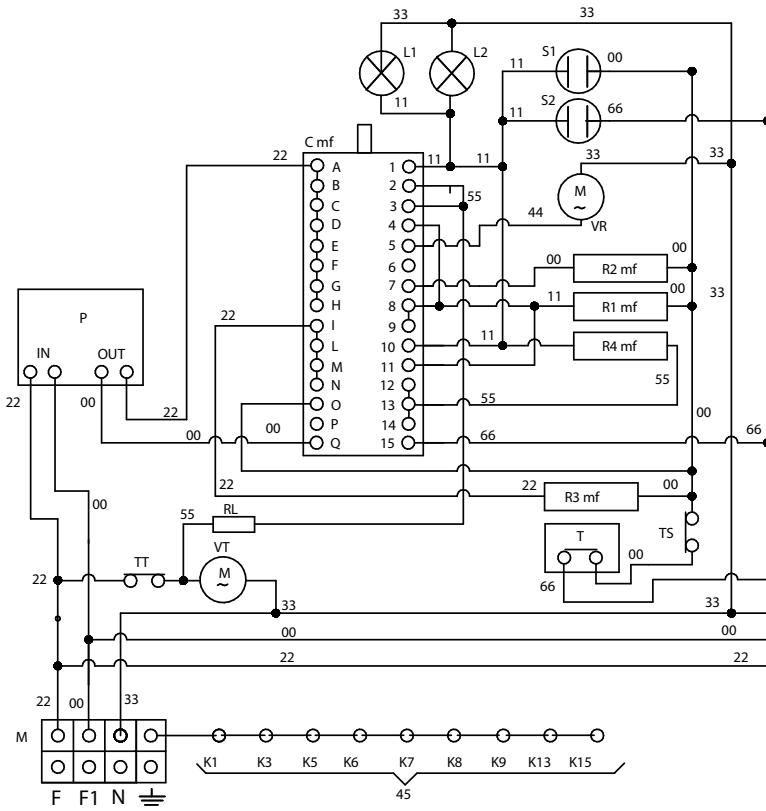 33 33
L1 L2
S1 00
11
11
S2 66
11
C mf
22 A 1 11 11 33 33
B 2
C 3 55
D 4 M ~ VR
E 5 44
F 6
G 7 00 R2 mf 00
H 8 11 R1 mf 00 33
22 I 9
L 10 11 R4 mf
M 11
N 12 55
O 13 55 00
P 14
00 00 Q 15 66 66
P
IN OUT
22 00 22
22 22 R3 mf 00
00
55 RL
TT VT M ~
T TS
00
66
22
33 33
00 00
22 22
22 00 33
M
K1 K3 K5 K6 K7 K8 K9 K13 K15
F F1 N
45